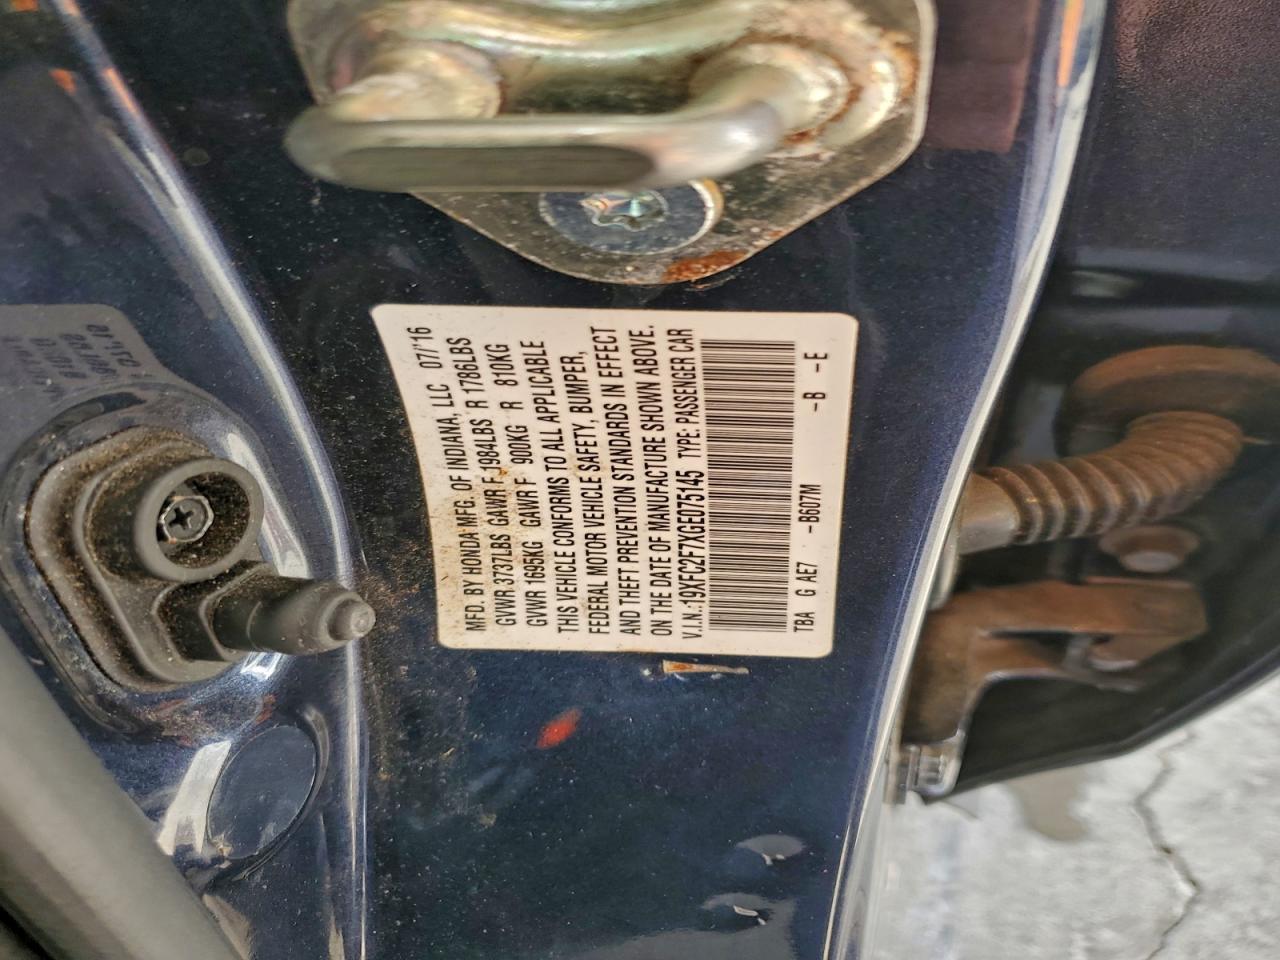 MFD. BY HONDA MFG. OF INDIANA, LLC 07/16
GVWR 3737LBS GAWR F 1984LBS R 1786LBS
GVWR 1695KG GAWR F 900KG R 810KG
THIS VEHICLE CONFORMS TO ALL APPLICABLE
FEDERAL MOTOR VEHICLE SAFETY, BUMPER,
AND THEFT PREVENTION STANDARDS IN EFFECT
ON THE DATE OF MANUFACTURE SHOWN ABOVE.
V.I.N.:19XFC2F7XGE075145 TYPE: PASSENGER CAR
TBA G AE7 -B607M -B -E